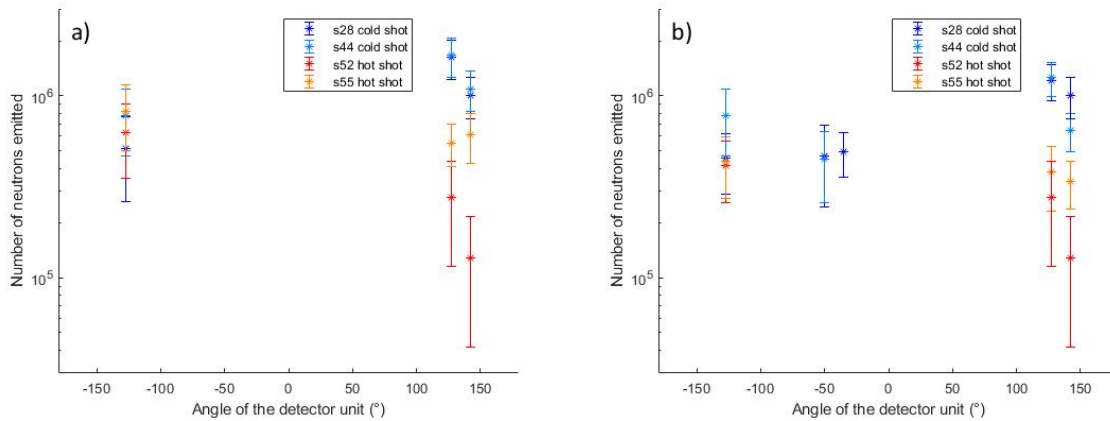 a)
s28 cold shot
s44 cold shot
s52 hot shot
s55 hot shot
Number of neutrons emitted
10^6
10^5
-150 -100 -50 0 50 100 150
Angle of the detector unit (°)
b)
s28 cold shot
s44 cold shot
s52 hot shot
s55 hot shot
Number of neutrons emitted
10^6
10^5
-150 -100 -50 0 50 100 150
Angle of the detector unit (°)